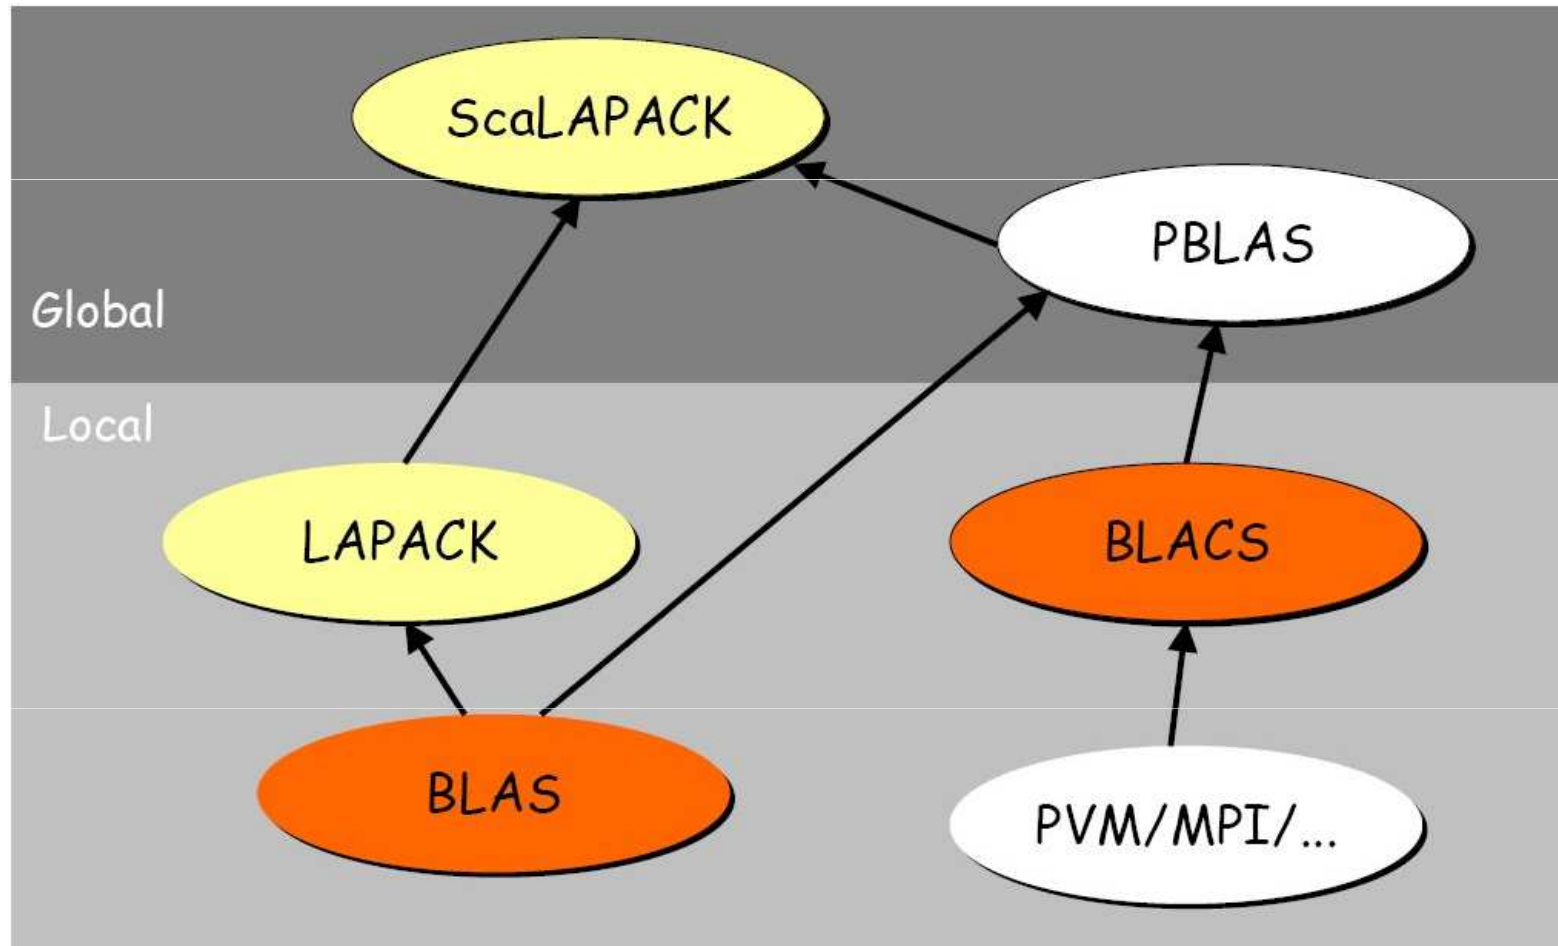 ScaLAPACK
PBLAS
Global
Local
LAPACK
BLACS
BLAS
PVM/MPI/...